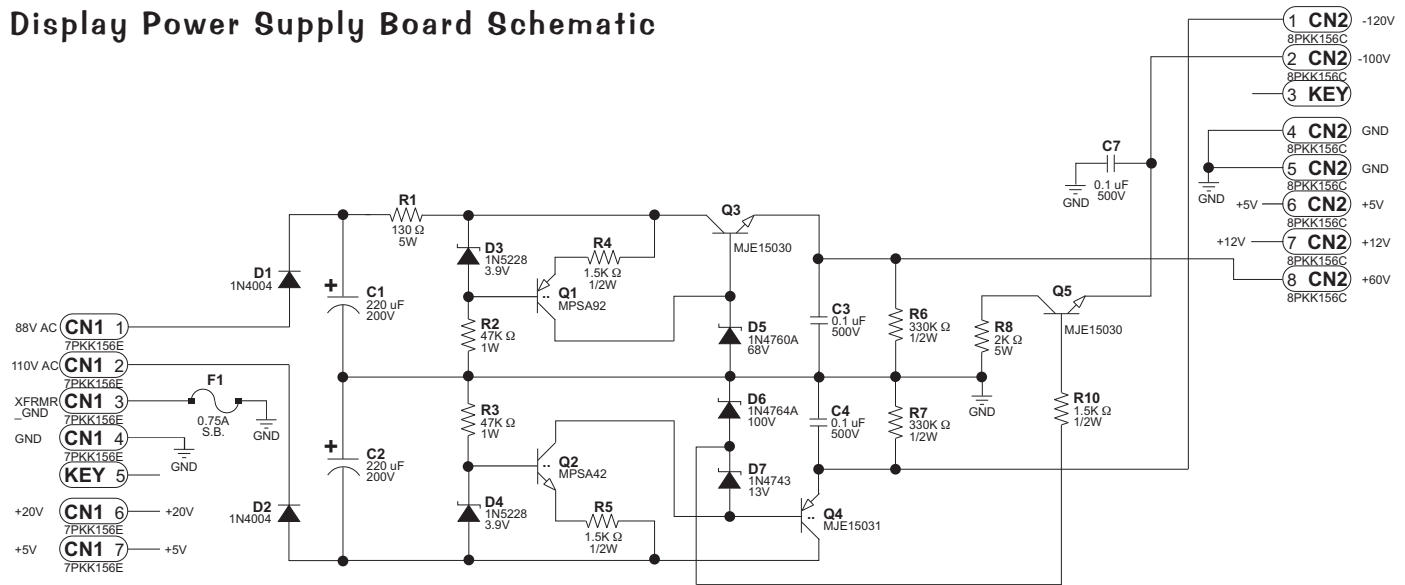 Display Power Supply Board Schematic
1 CN2 -120V
8PKK156C
2 CN2 -100V
8PKK156C
3 KEY
4 CN2 GND
8PKK156C
5 CN2 GND
8PKK156C
GND
+5V 6 CN2 +5V
8PKK156C
+12V 7 CN2 +12V
8PKK156C
8 CN2 +60V
8PKK156C
C7
0.1 uF
500V
GND
R1
130 Ω
5W
Q3
MJE15030
D3
1N5228
3.9V
R4
1.5K Ω
1/2W
D1
1N4004
Q1
MPSA92
C1
220 uF
200V
+
R2
47K Ω
1W
D5
1N4760A
68V
C3
0.1 uF
500V
R6
330K Ω
1/2W
R8
2K Ω
5W
Q5
MJE15030
88V AC CN1 1
7PKK156E
110V AC CN1 2
7PKK156E
XFRMR
_GND
CN1 3
7PKK156E
F1
0.75A
S.B.
GND
GND CN1 4
7PKK156E
GND
KEY 5
+20V CN1 6 +20V
7PKK156E
+5V CN1 7 +5V
7PKK156E
R3
47K Ω
1W
D6
1N4764A
100V
C4
0.1 uF
500V
R7
330K Ω
1/2W
GND
R10
1.5K Ω
1/2W
+
C2
220 uF
200V
Q2
MPSA42
D7
1N4743
13V
D2
1N4004
D4
1N5228
3.9V
R5
1.5K Ω
1/2W
Q4
MJE15031